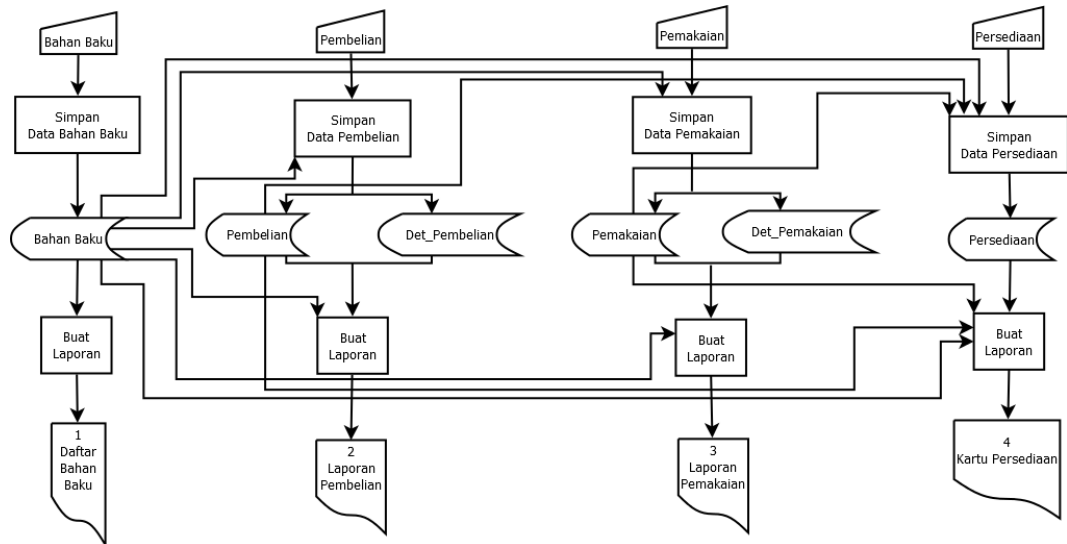 Bahan Baku
Pembelian
Pemakaian
Persediaan
Simpan
Data Bahan Baku
Simpan
Data Pembelian
Simpan
Data Pemakaian
Simpan
Data Persediaan
Bahan Baku
Pembelian
Det_Pembelian
Pemakaian
Det_Pemakaian
Persediaan
Buat
Laporan
Buat
Laporan
Buat
Laporan
Buat
Laporan
1
Daftar
Bahan
Baku
2
Laporan
Pembelian
3
Laporan
Pemakaian
4
Kartu Persediaan